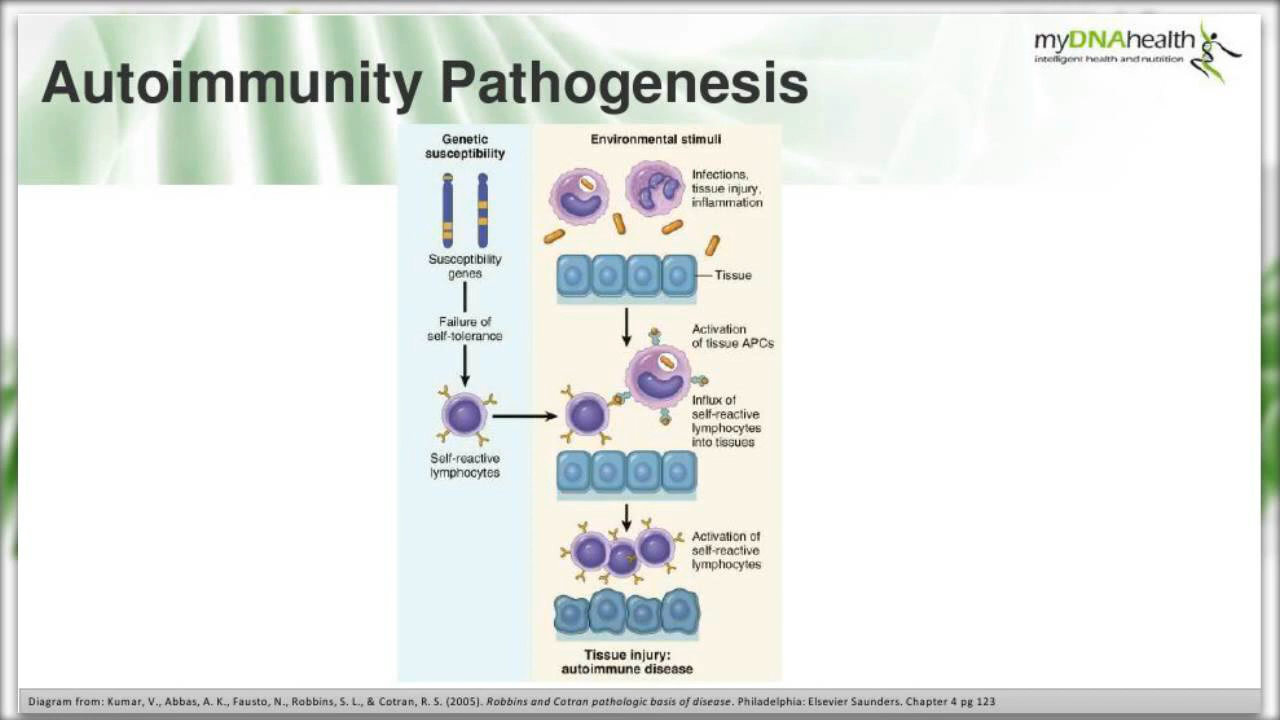 myDNAhealth
intelligent health and nutrition
Autoimmunity Pathogenesis
Genetic
susceptibility
Susceptibility
genes
Failure of
self-tolerance
Self-reactive
lymphocytes
Environmental stimuli
Infections,
tissue injury,
inflammation
Tissue
Activation
of tissue APCs
Influx of
self-reactive
lymphocytes
into tissues
Activation of
self-reactive
lymphocytes
Tissue injury:
autoimmune disease
Diagram from: Kumar, V., Abbas, A. K., Fausto, N., Robbins, S. L., & Cotran, R. S. (2005). Robbins and Cotran pathologic basis of disease. Philadelphia: Elsevier Saunders. Chapter 4 pg 123